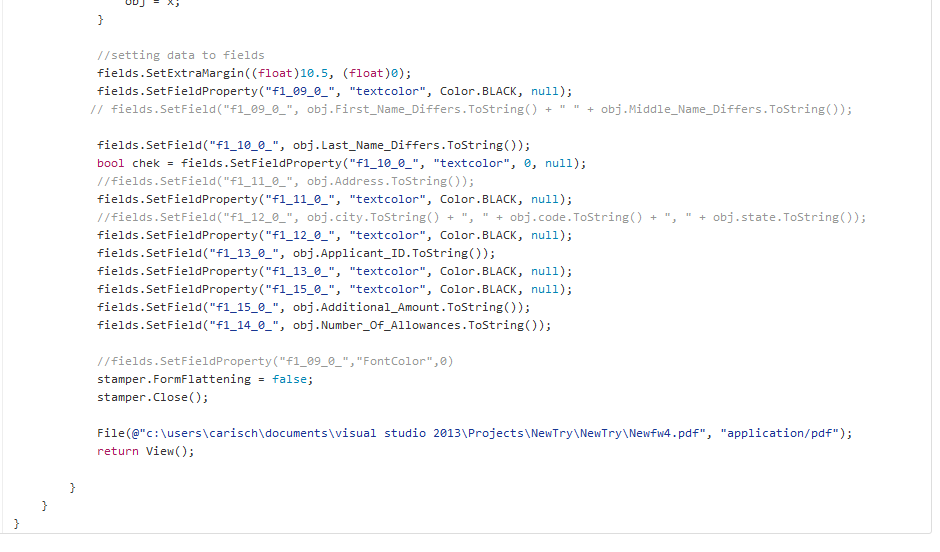 obj = x;
}
//setting data to fields
fields.SetExtraMargin((float)10.5, (float)0);
fields.SetFieldProperty("f1_09_0_", "textcolor", Color.BLACK, null);
// fields.SetField("f1_09_0_", obj.First_Name_Differs.ToString() + " " + obj.Middle_Name_Differs.ToString());
fields.SetField("f1_10_0_", obj.Last_Name_Differs.ToString());
bool chek = fields.SetFieldProperty("f1_10_0_", "textcolor", 0, null);
//fields.SetField("f1_11_0_", obj.Address.ToString());
fields.SetFieldProperty("f1_11_0_", "textcolor", Color.BLACK, null);
//fields.SetField("f1_12_0_", obj.city.ToString() + ", " + obj.code.ToString() + ", " + obj.state.ToString());
fields.SetFieldProperty("f1_12_0_", "textcolor", Color.BLACK, null);
fields.SetField("f1_13_0_", obj.Applicant_ID.ToString());
fields.SetFieldProperty("f1_13_0_", "textcolor", Color.BLACK, null);
fields.SetFieldProperty("f1_15_0_", "textcolor", Color.BLACK, null);
fields.SetField("f1_15_0_", obj.Additional_Amount.ToString());
fields.SetField("f1_14_0_", obj.Number_Of_Allowances.ToString());
//fields.SetFieldProperty("f1_09_0_","FontColor",0)
stamper.FormFlattening = false;
stamper.Close();
File(@"c:\users\carisch\documents\visual studio 2013\Projects\NewTry\NewTry\Newfw4.pdf", "application/pdf");
return View();
}
}
}